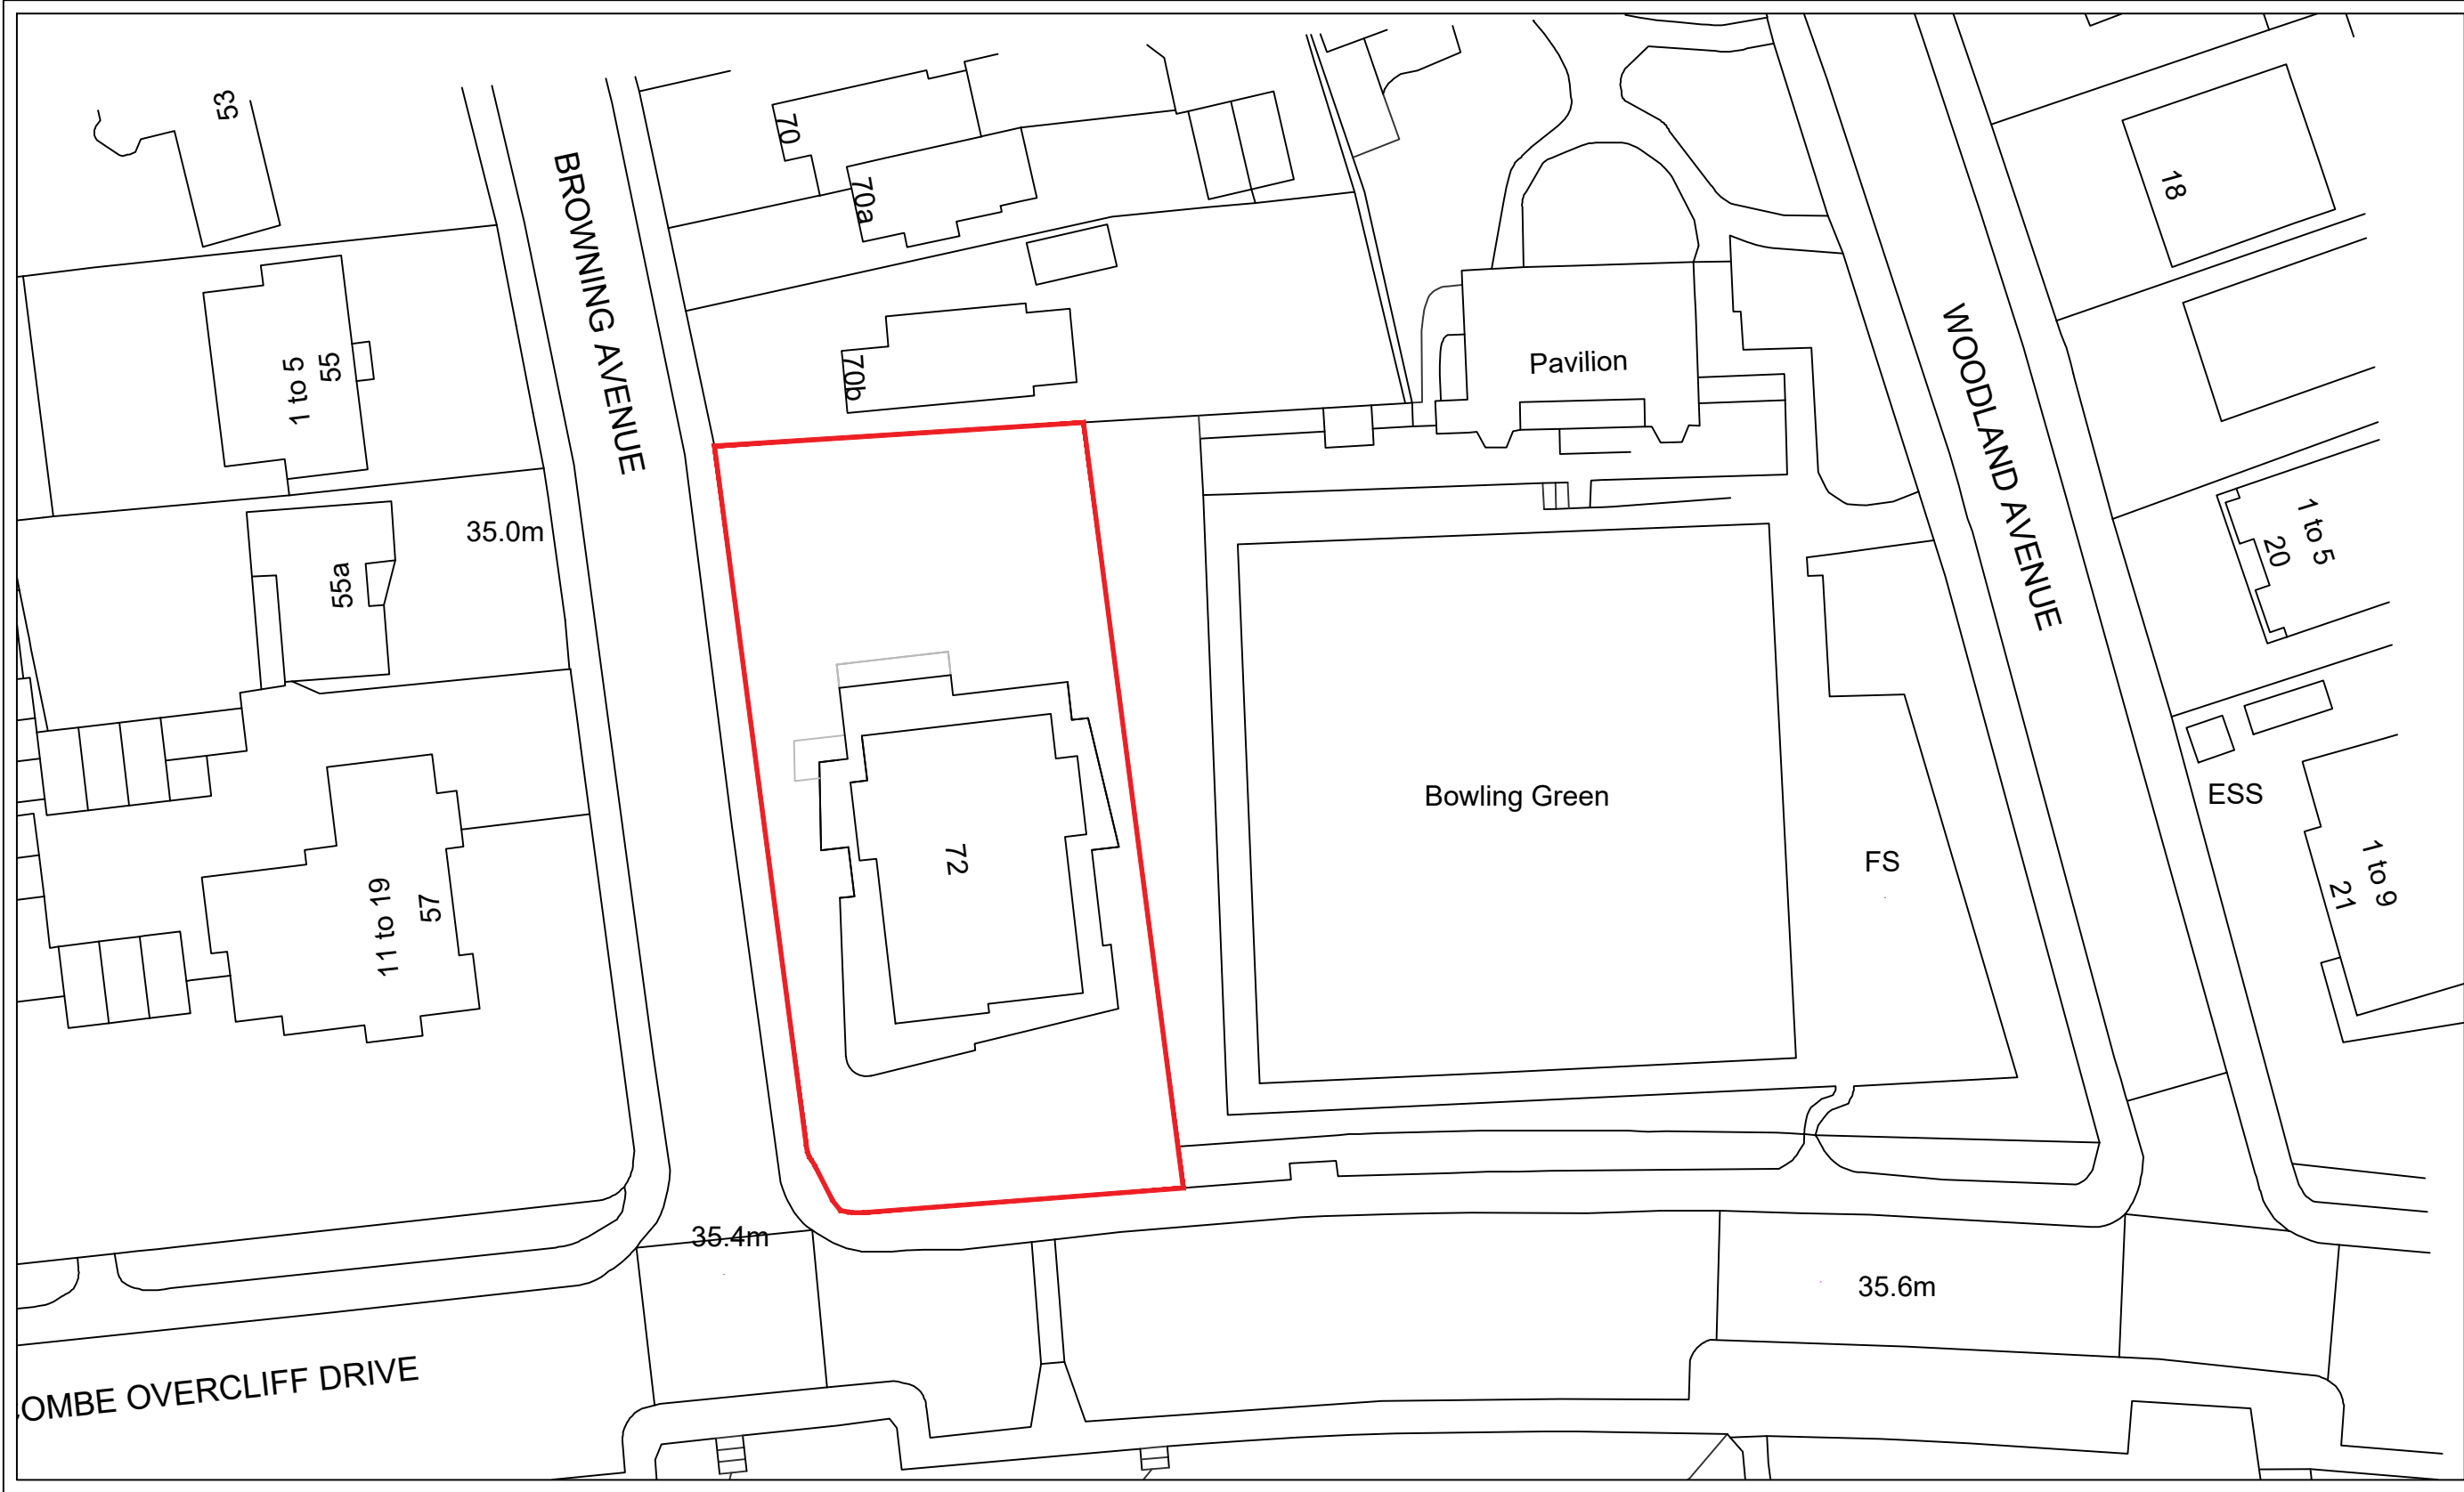 53
70
70a
18
BROWNING AVENUE
1 to 5
55
70b
Pavilion
WOODLAND AVENUE
35.0m
1 to 5
20
55a
Bowling Green
ESS
72
FS
1 to 9
21
11 to 19
57
35.4m
35.6m
OMBE OVERCLIFF DRIVE